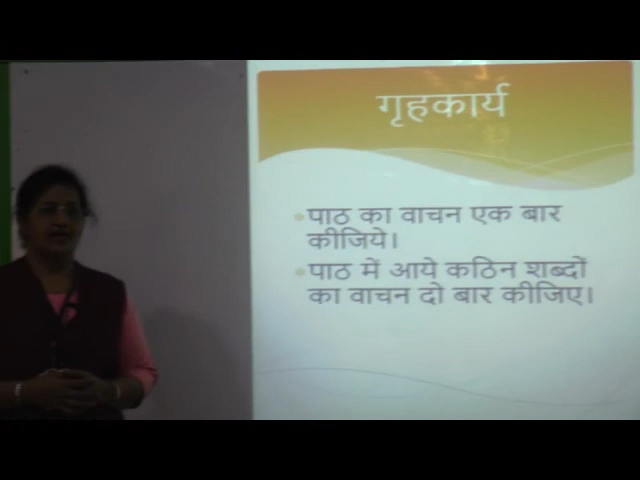 गृहकार्य
पाठ का वाचन एक बार
कीजिये।
पाठ में आये कठिन शब्दों
का वाचन दो बार कीजिए।